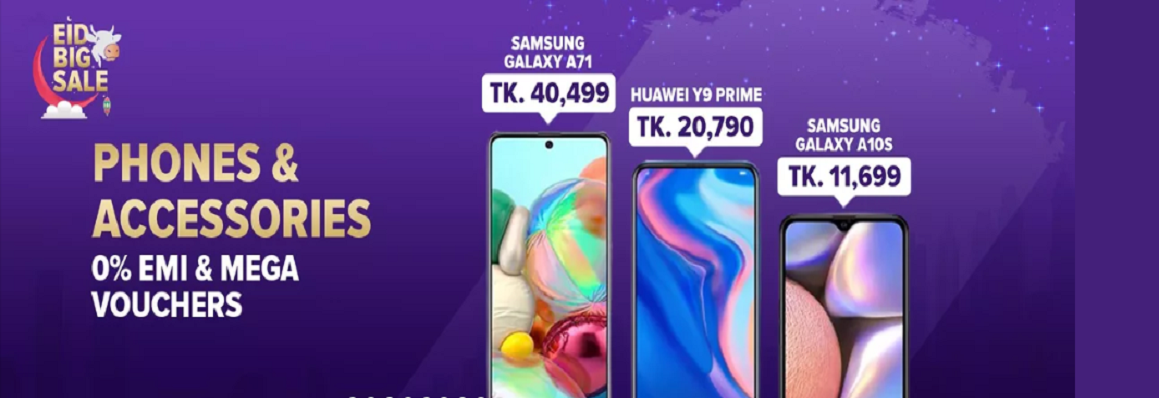 EID
BIG
SALE
PHONES &
ACCESSORIES
0% EMI & MEGA
VOUCHERS
SAMSUNG
GALAXY A71
TK. 40,499
HUAWEI Y9 PRIME
TK. 20,790
SAMSUNG
GALAXY A10S
TK. 11,699